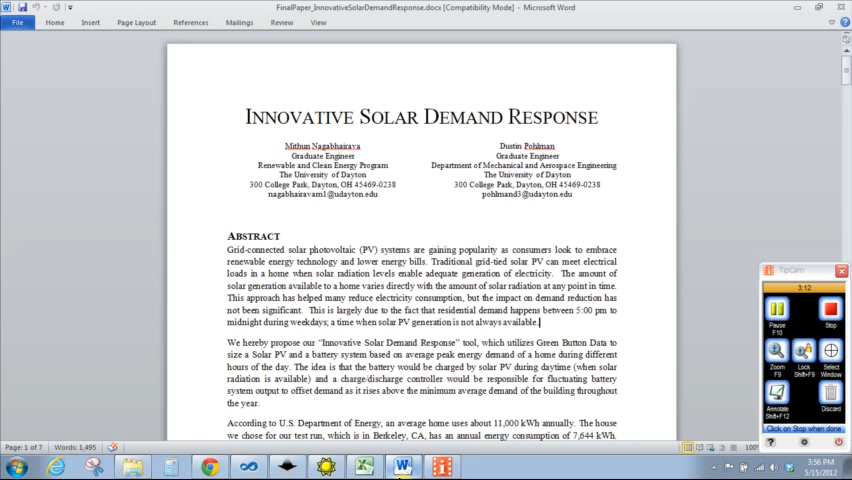 FinalPaper_InnovativeSolarDemandResponse.docx [Compatibility Mode] - Microsoft Word
File Home Insert Page Layout References Mailings Review View
INNOVATIVE SOLAR DEMAND RESPONSE
Mithun Nagabhairava
Graduate Engineer
Renewable and Clean Energy Program
The University of Dayton
300 College Park, Dayton, OH 45469-0238
nagabhairavam1@udayton.edu
Dustin Pohlman
Graduate Engineer
Department of Mechanical and Aerospace Engineering
The University of Dayton
300 College Park, Dayton, OH 45469-0238
pohlmand3@udayton.edu
ABSTRACT
Grid-connected solar photovoltaic (PV) systems are gaining popularity as consumers look to embrace
renewable energy technology and lower energy bills. Traditional grid-tied solar PV can meet electrical
loads in a home when solar radiation levels enable adequate generation of electricity. The amount of
solar generation available to a home varies directly with the amount of solar radiation at any point in time.
This approach has helped many reduce electricity consumption, but the impact on demand reduction has
not been significant. This is largely due to the fact that residential demand happens between 5:00 pm to
midnight during weekdays; a time when solar PV generation is not always available.
We hereby propose our “Innovative Solar Demand Response” tool, which utilizes Green Button Data to
size a Solar PV and a battery system based on average peak energy demand of a home during different
hours of the day. The idea is that the battery would be charged by solar PV during daytime (when solar
radiation is available) and a charge/discharge controller would be responsible for fluctuating battery
system output to offset demand as it rises above the minimum average demand of the building throughout
the year.
According to U.S. Department of Energy, an average home uses about 11,000 kWh annually. The house
we chose for our test run, which is in Berkeley, CA, has an annual energy consumption of 7,644 kWh.
TipCam
3:12
Pause
F10
Stop
Zoom
F9
Lock
Shift+F9
Select
Window
Annotate
Shift+F12
Discard
Click on Stop when done
Page: 1 of 7 Words: 1,495
100%
3:56 PM
5/15/2012